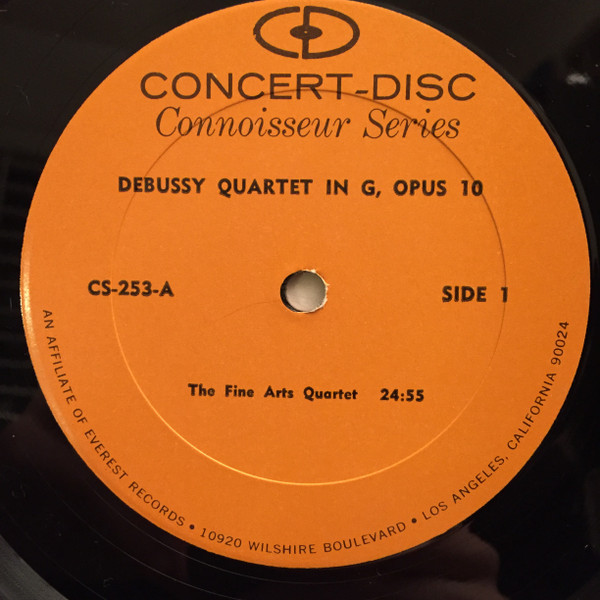 CD
CONCERT-DISC
Connoisseur Series
DEBUSSY QUARTET IN G, OPUS 10
CS-253-A
SIDE 1
The Fine Arts Quartet 24:55
AN AFFILIATE OF EVEREST RECORDS • 10920 WILSHIRE BOULEVARD • LOS ANGELES, CALIFORNIA 90024